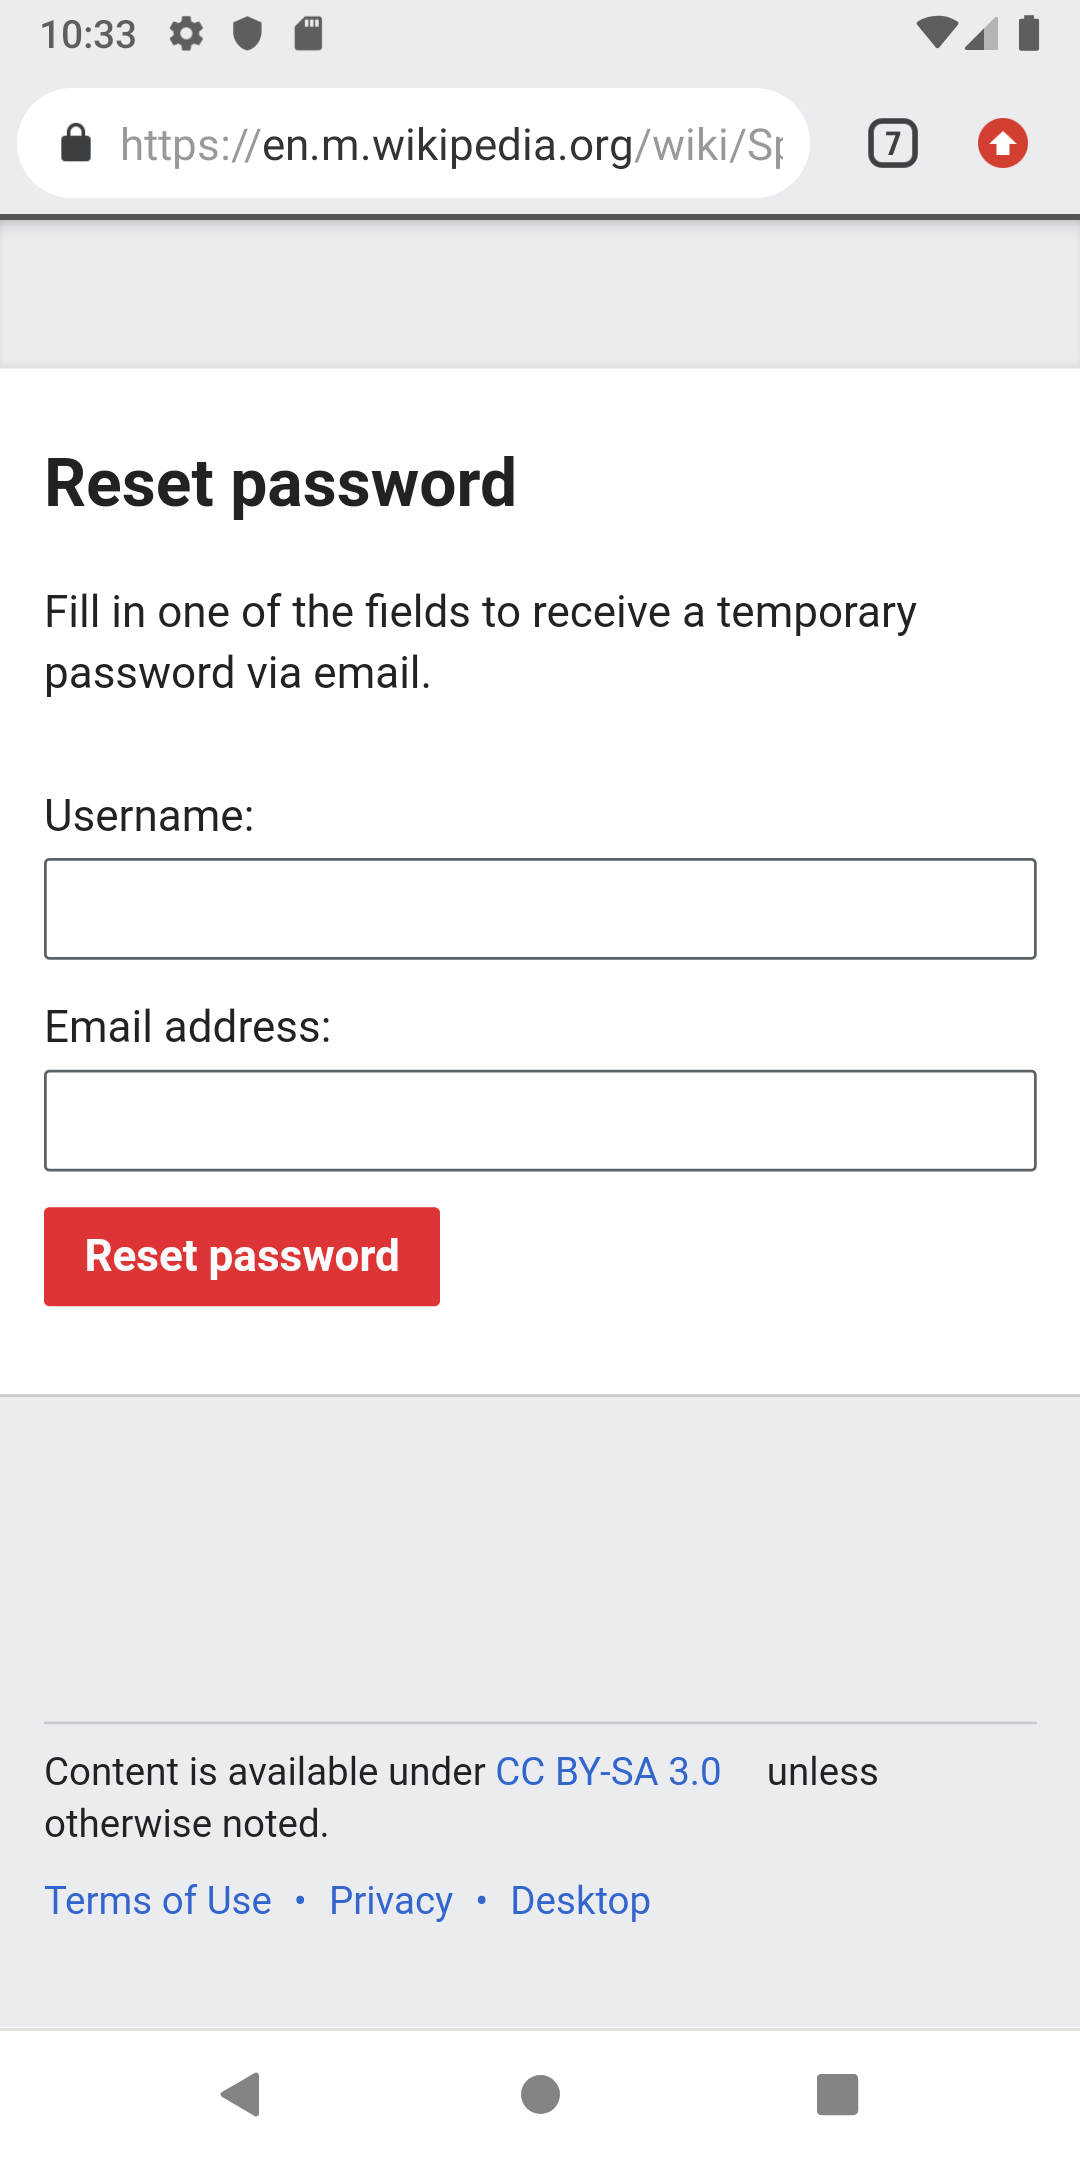 10:33
https://en.m.wikipedia.org/wiki/Sp
7
Reset password
Fill in one of the fields to receive a temporary
password via email.
Username:
Email address:
Reset password
Content is available under CC BY-SA 3.0 unless
otherwise noted.
Terms of Use • Privacy • Desktop